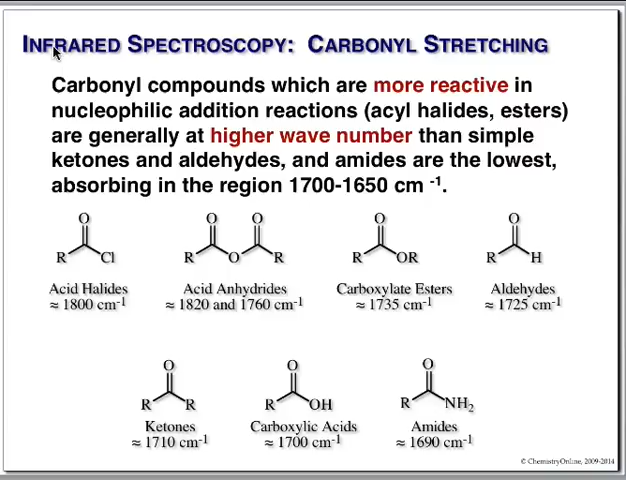 INFRARED SPECTROSCOPY: CARBONYL STRETCHING
Carbonyl compounds which are more reactive in
nucleophilic addition reactions (acyl halides, esters)
are generally at higher wave number than simple
ketones and aldehydes, and amides are the lowest,
absorbing in the region 1700-1650 cm -1.
O O O O O
R Cl R O R R OR R H
Acid Halides Acid Anhydrides Carboxylate Esters Aldehydes
≈ 1800 cm-1 ≈ 1820 and 1760 cm-1 ≈ 1735 cm-1 ≈ 1725 cm-1
O O O
R R R OH R NH2
Ketones Carboxylic Acids Amides
≈ 1710 cm-1 ≈ 1700 cm-1 ≈ 1690 cm-1
© ChemistryOnline, 2009-2014